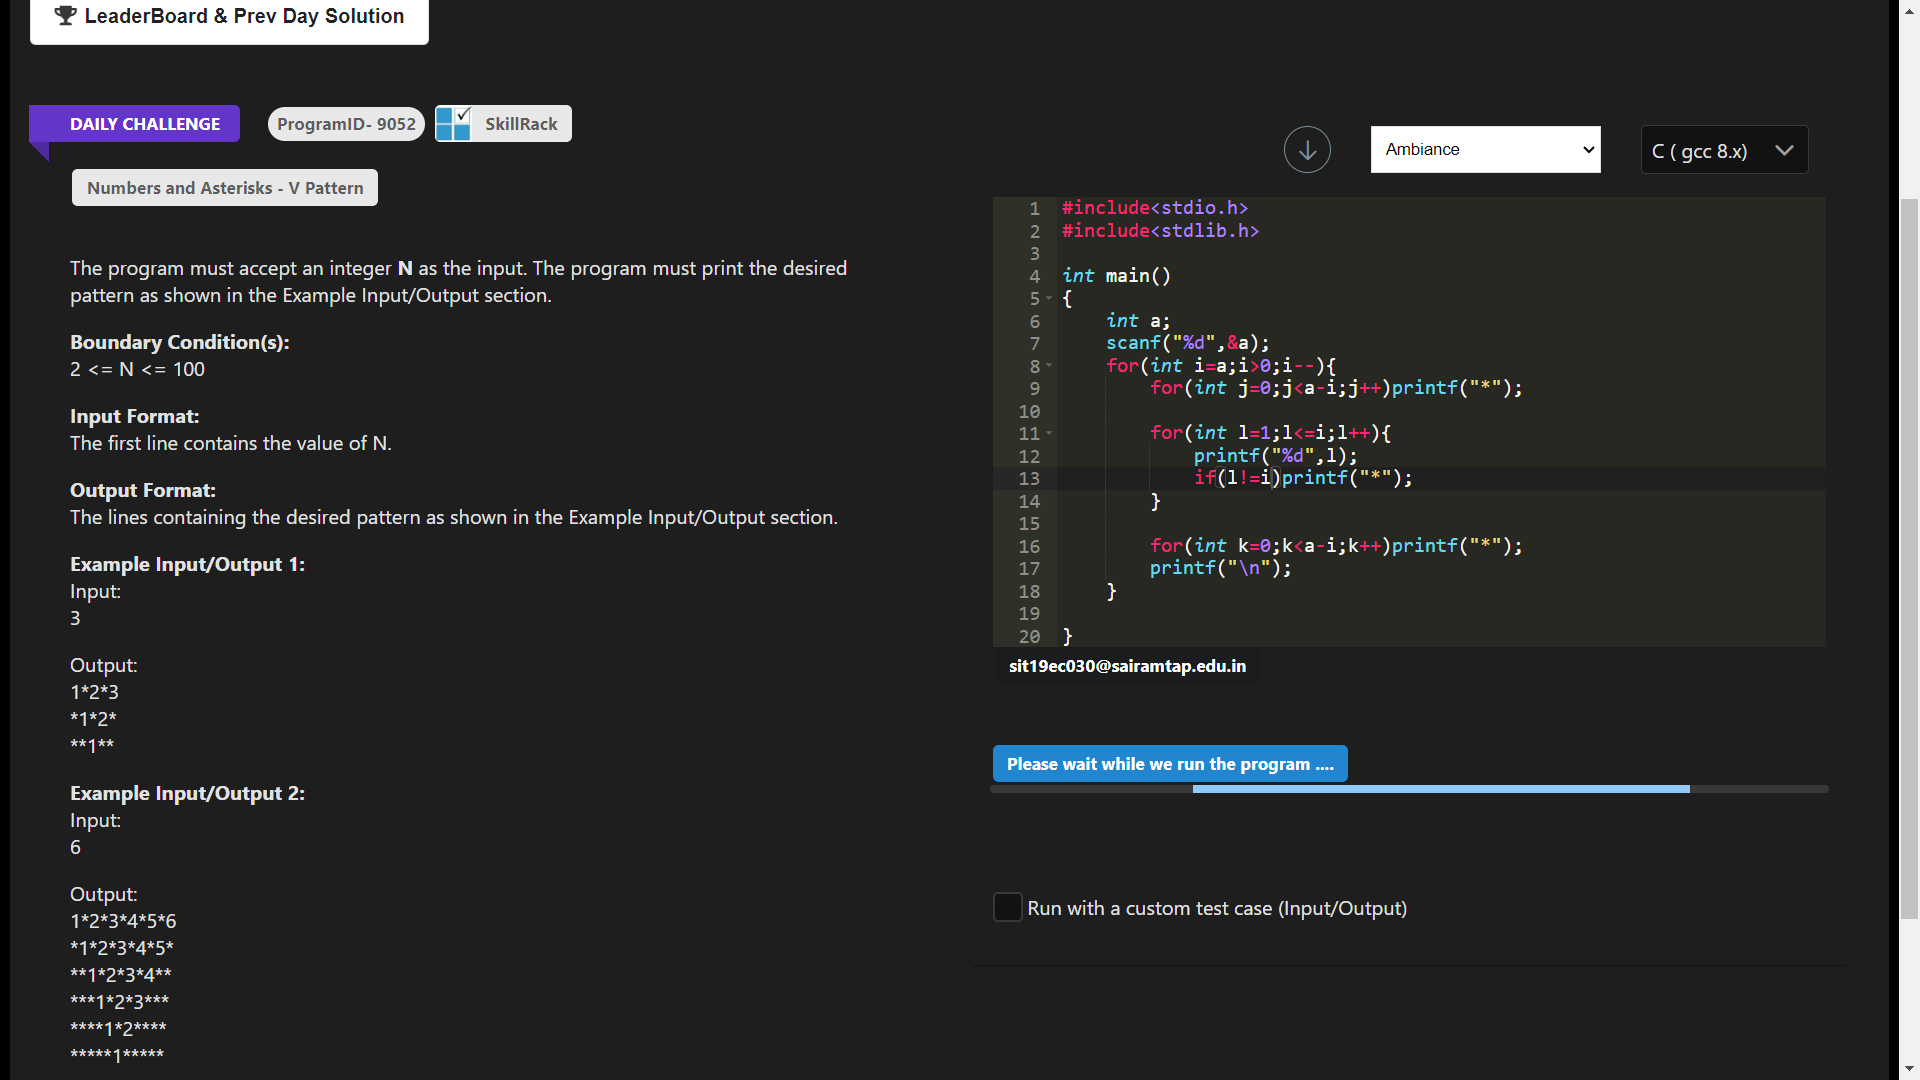 LeaderBoard & Prev Day Solution
DAILY CHALLENGE
ProgramID- 9052
SkillRack
Numbers and Asterisks - V Pattern
The program must accept an integer N as the input. The program must print the desired
pattern as shown in the Example Input/Output section.
Boundary Condition(s):
2 <= N <= 100
Input Format:
The first line contains the value of N.
Output Format:
The lines containing the desired pattern as shown in the Example Input/Output section.
Example Input/Output 1:
Input:
3
Output:
1*2*3
*1*2*
**1**
Example Input/Output 2:
Input:
6
Output:
1*2*3*4*5*6
*1*2*3*4*5*
**1*2*3*4**
***1*2*3***
****1*2****
*****1*****
Ambiance
C ( gcc 8.x)
1 #include<stdio.h>
2 #include<stdlib.h>
3
4 int main()
5 {
6     int a;
7     scanf("%d",&a);
8     for(int i=a;i>0;i--){
9         for(int j=0;j<a-i;j++)printf("*");
10
11         for(int l=1;l<=i;l++){
12             printf("%d",l);
13             if(l!=i)printf("*");
14         }
15
16         for(int k=0;k<a-i;k++)printf("*");
17         printf("\n");
18     }
19
20 }
sit19ec030@sairamtap.edu.in
Please wait while we run the program ....
Run with a custom test case (Input/Output)